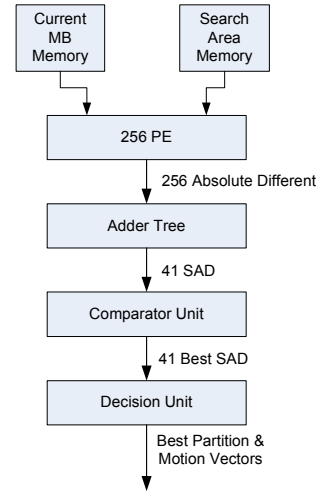 Current
MB
Memory
Search
Area
Memory
256 PE
256 Absolute Different
Adder Tree
41 SAD
Comparator Unit
41 Best SAD
Decision Unit
Best Partition &
Motion Vectors